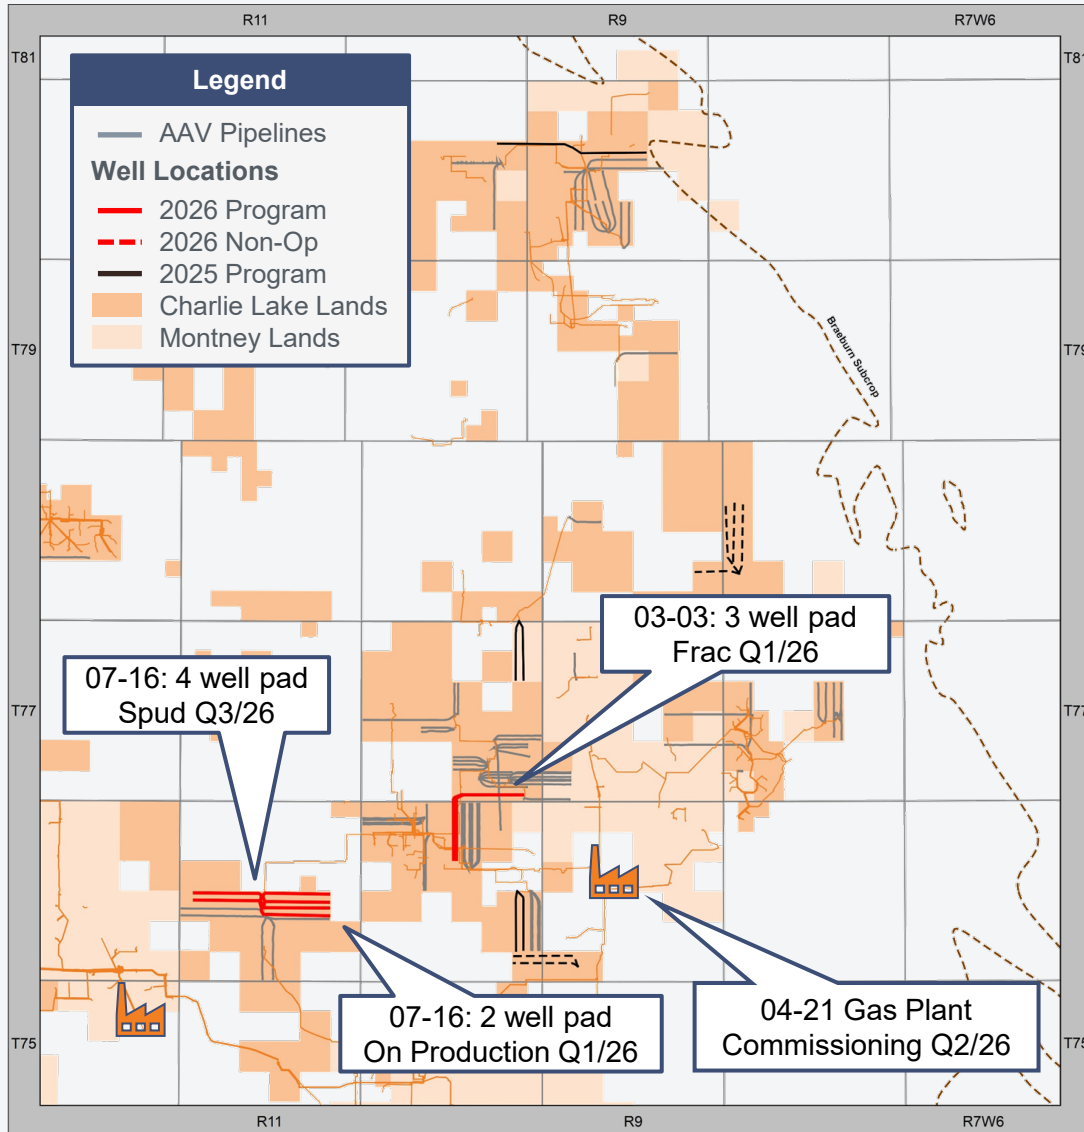 R11
R9
R7W6
T81
T81
Legend
AAV Pipelines
Well Locations
2026 Program
2026 Non-Op
2025 Program
Charlie Lake Lands
Montney Lands
T79
T79
Braeburn Subcrop
03-03: 3 well pad
Frac Q1/26
07-16: 4 well pad
Spud Q3/26
T77
T77
07-16: 2 well pad
On Production Q1/26
04-21 Gas Plant
Commissioning Q2/26
T75
T75
R11
R9
R7W6